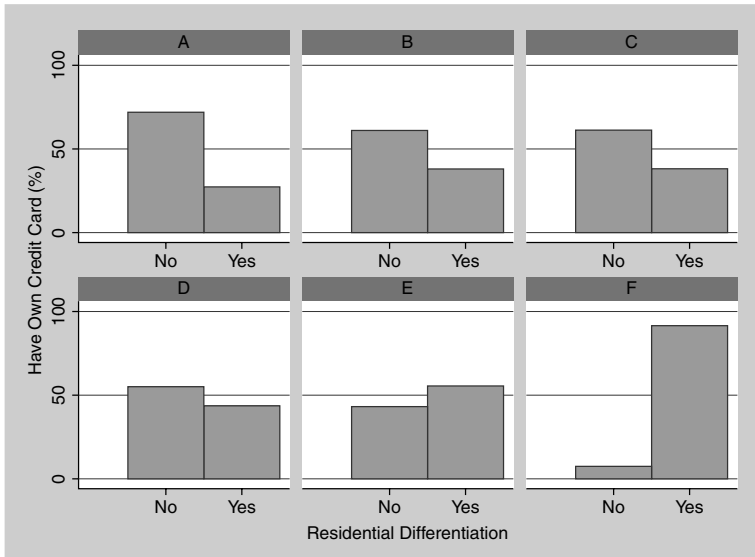 A B C
Have Own Credit Card (%)
100
50
0
No Yes No Yes No Yes
D E F
100
50
0
No Yes No Yes No Yes
Residential Differentiation